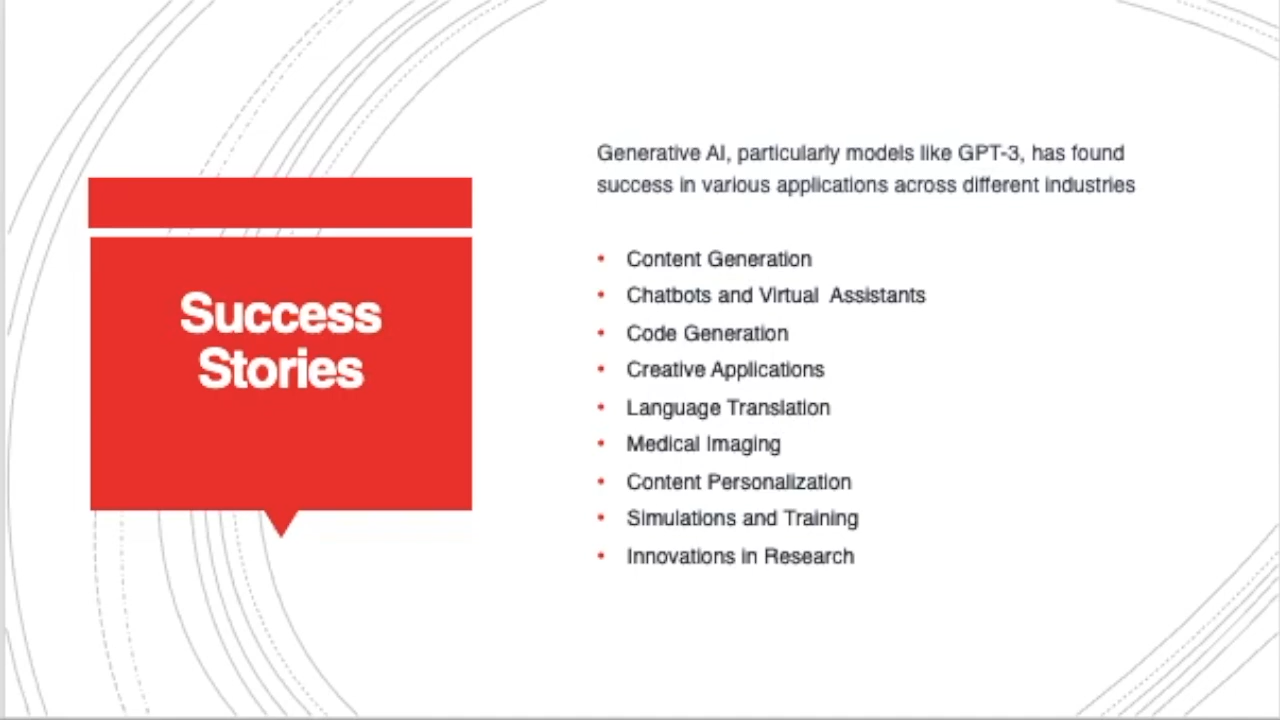 Success
Stories
Generative AI, particularly models like GPT-3, has found
success in various applications across different industries
• Content Generation
• Chatbots and Virtual  Assistants
• Code Generation
• Creative Applications
• Language Translation
• Medical Imaging
• Content Personalization
• Simulations and Training
• Innovations in Research